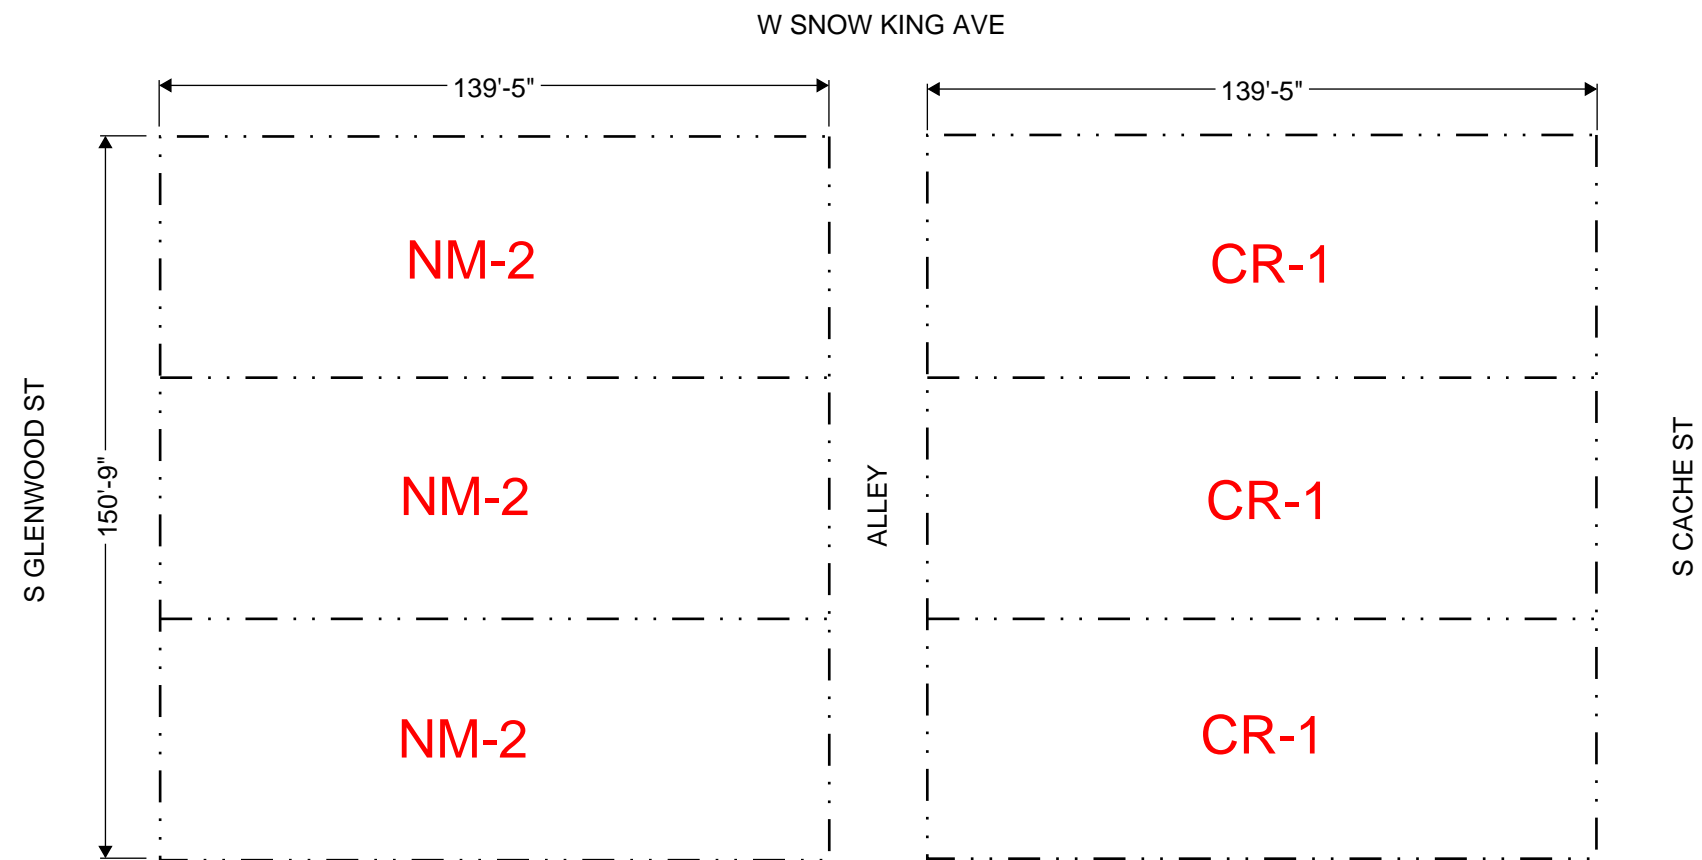 W SNOW KING AVE
139'-5"
139'-5"
NM-2
CR-1
S GLENWOOD ST
150'-9"
NM-2
ALLEY
CR-1
S CACHE ST
NM-2
CR-1